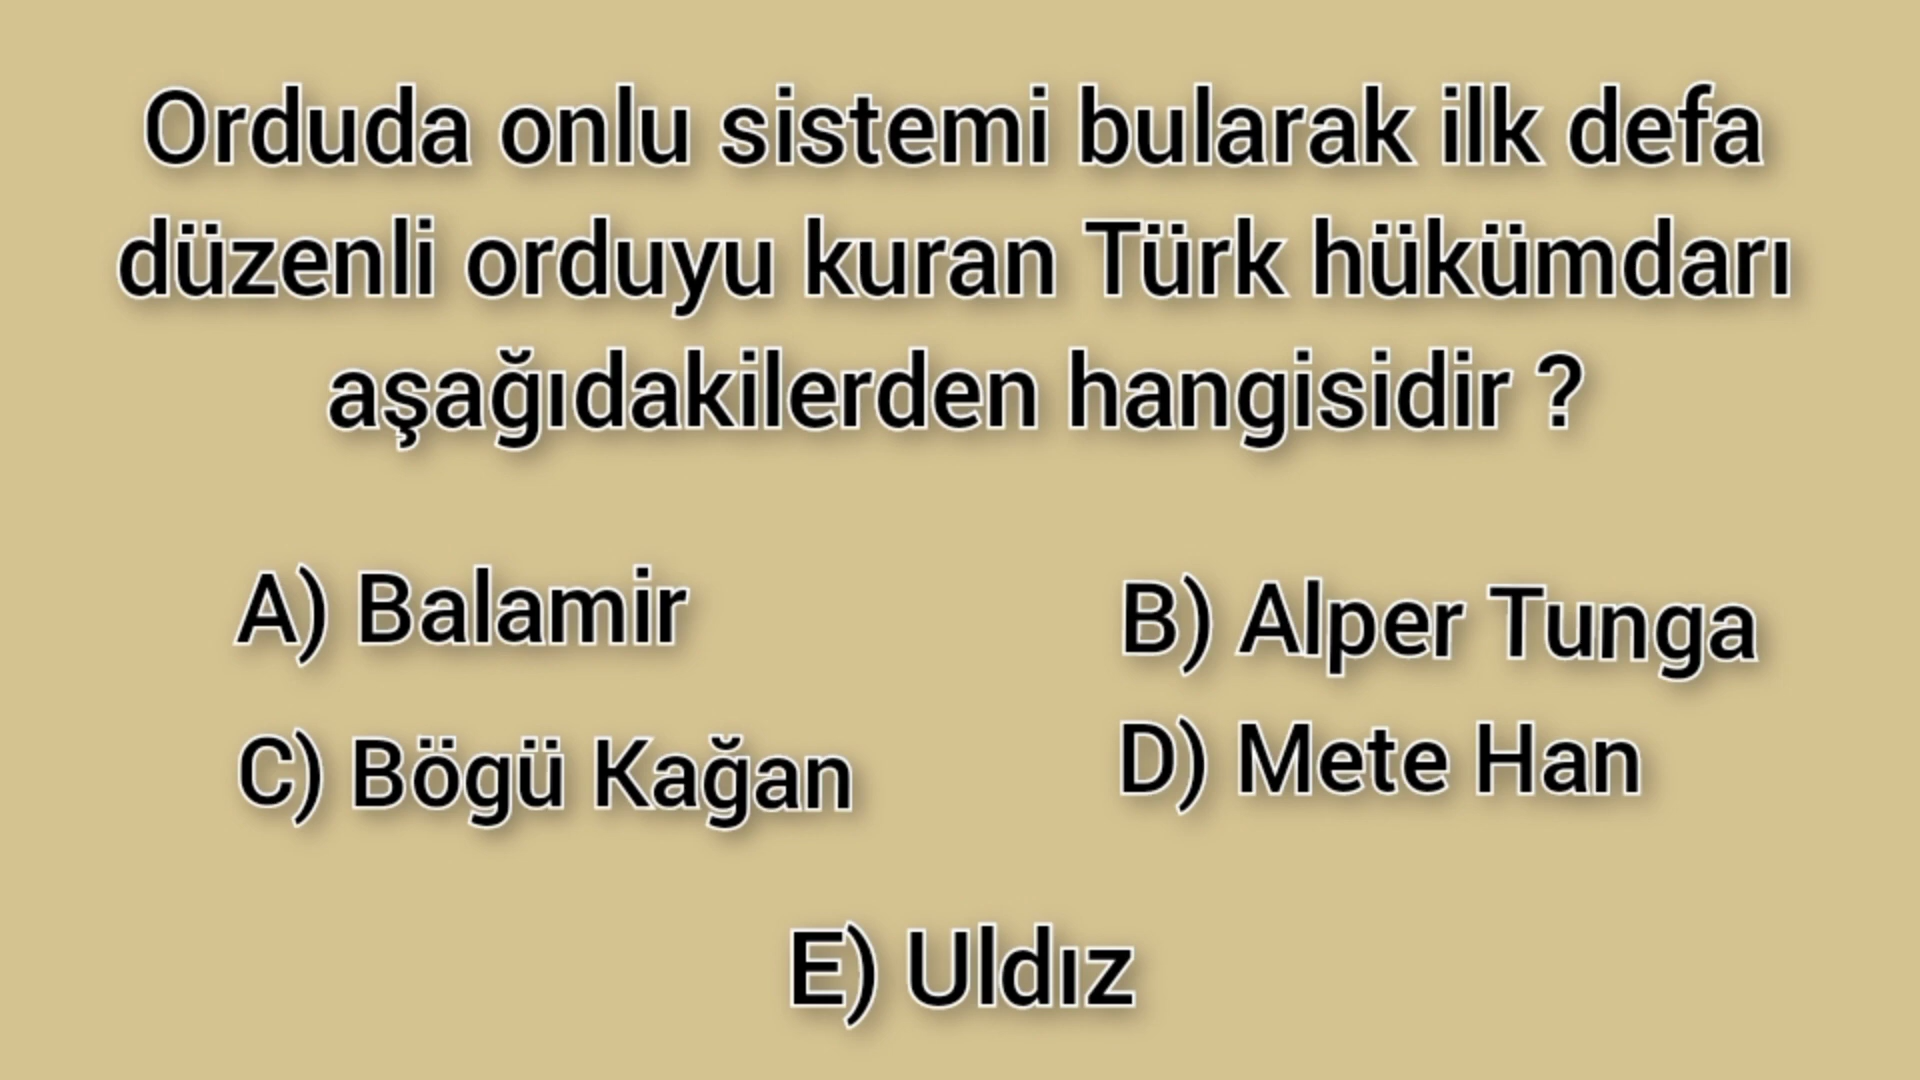 Orduda onlu sistemi bularak ilk defa
düzenli orduyu kuran Türk hükümdarı
aşağıdakilerden hangisidir ?
A) Balamir
B) Alper Tunga
C) Bögü Kağan
D) Mete Han
E) Uldız